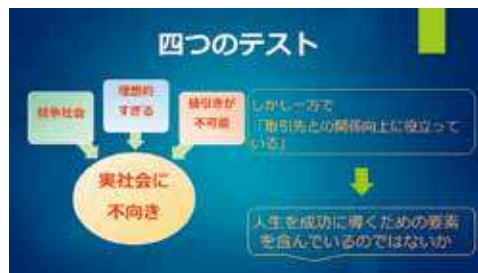 四つのテスト
競争社会
理想的
すぎる
値引きが
不可能
実社会に
不向き
しかし一方で
「取引先との関係向上に役立って
いる」
人生を成功に導くための要素
を含んでいるのではないか